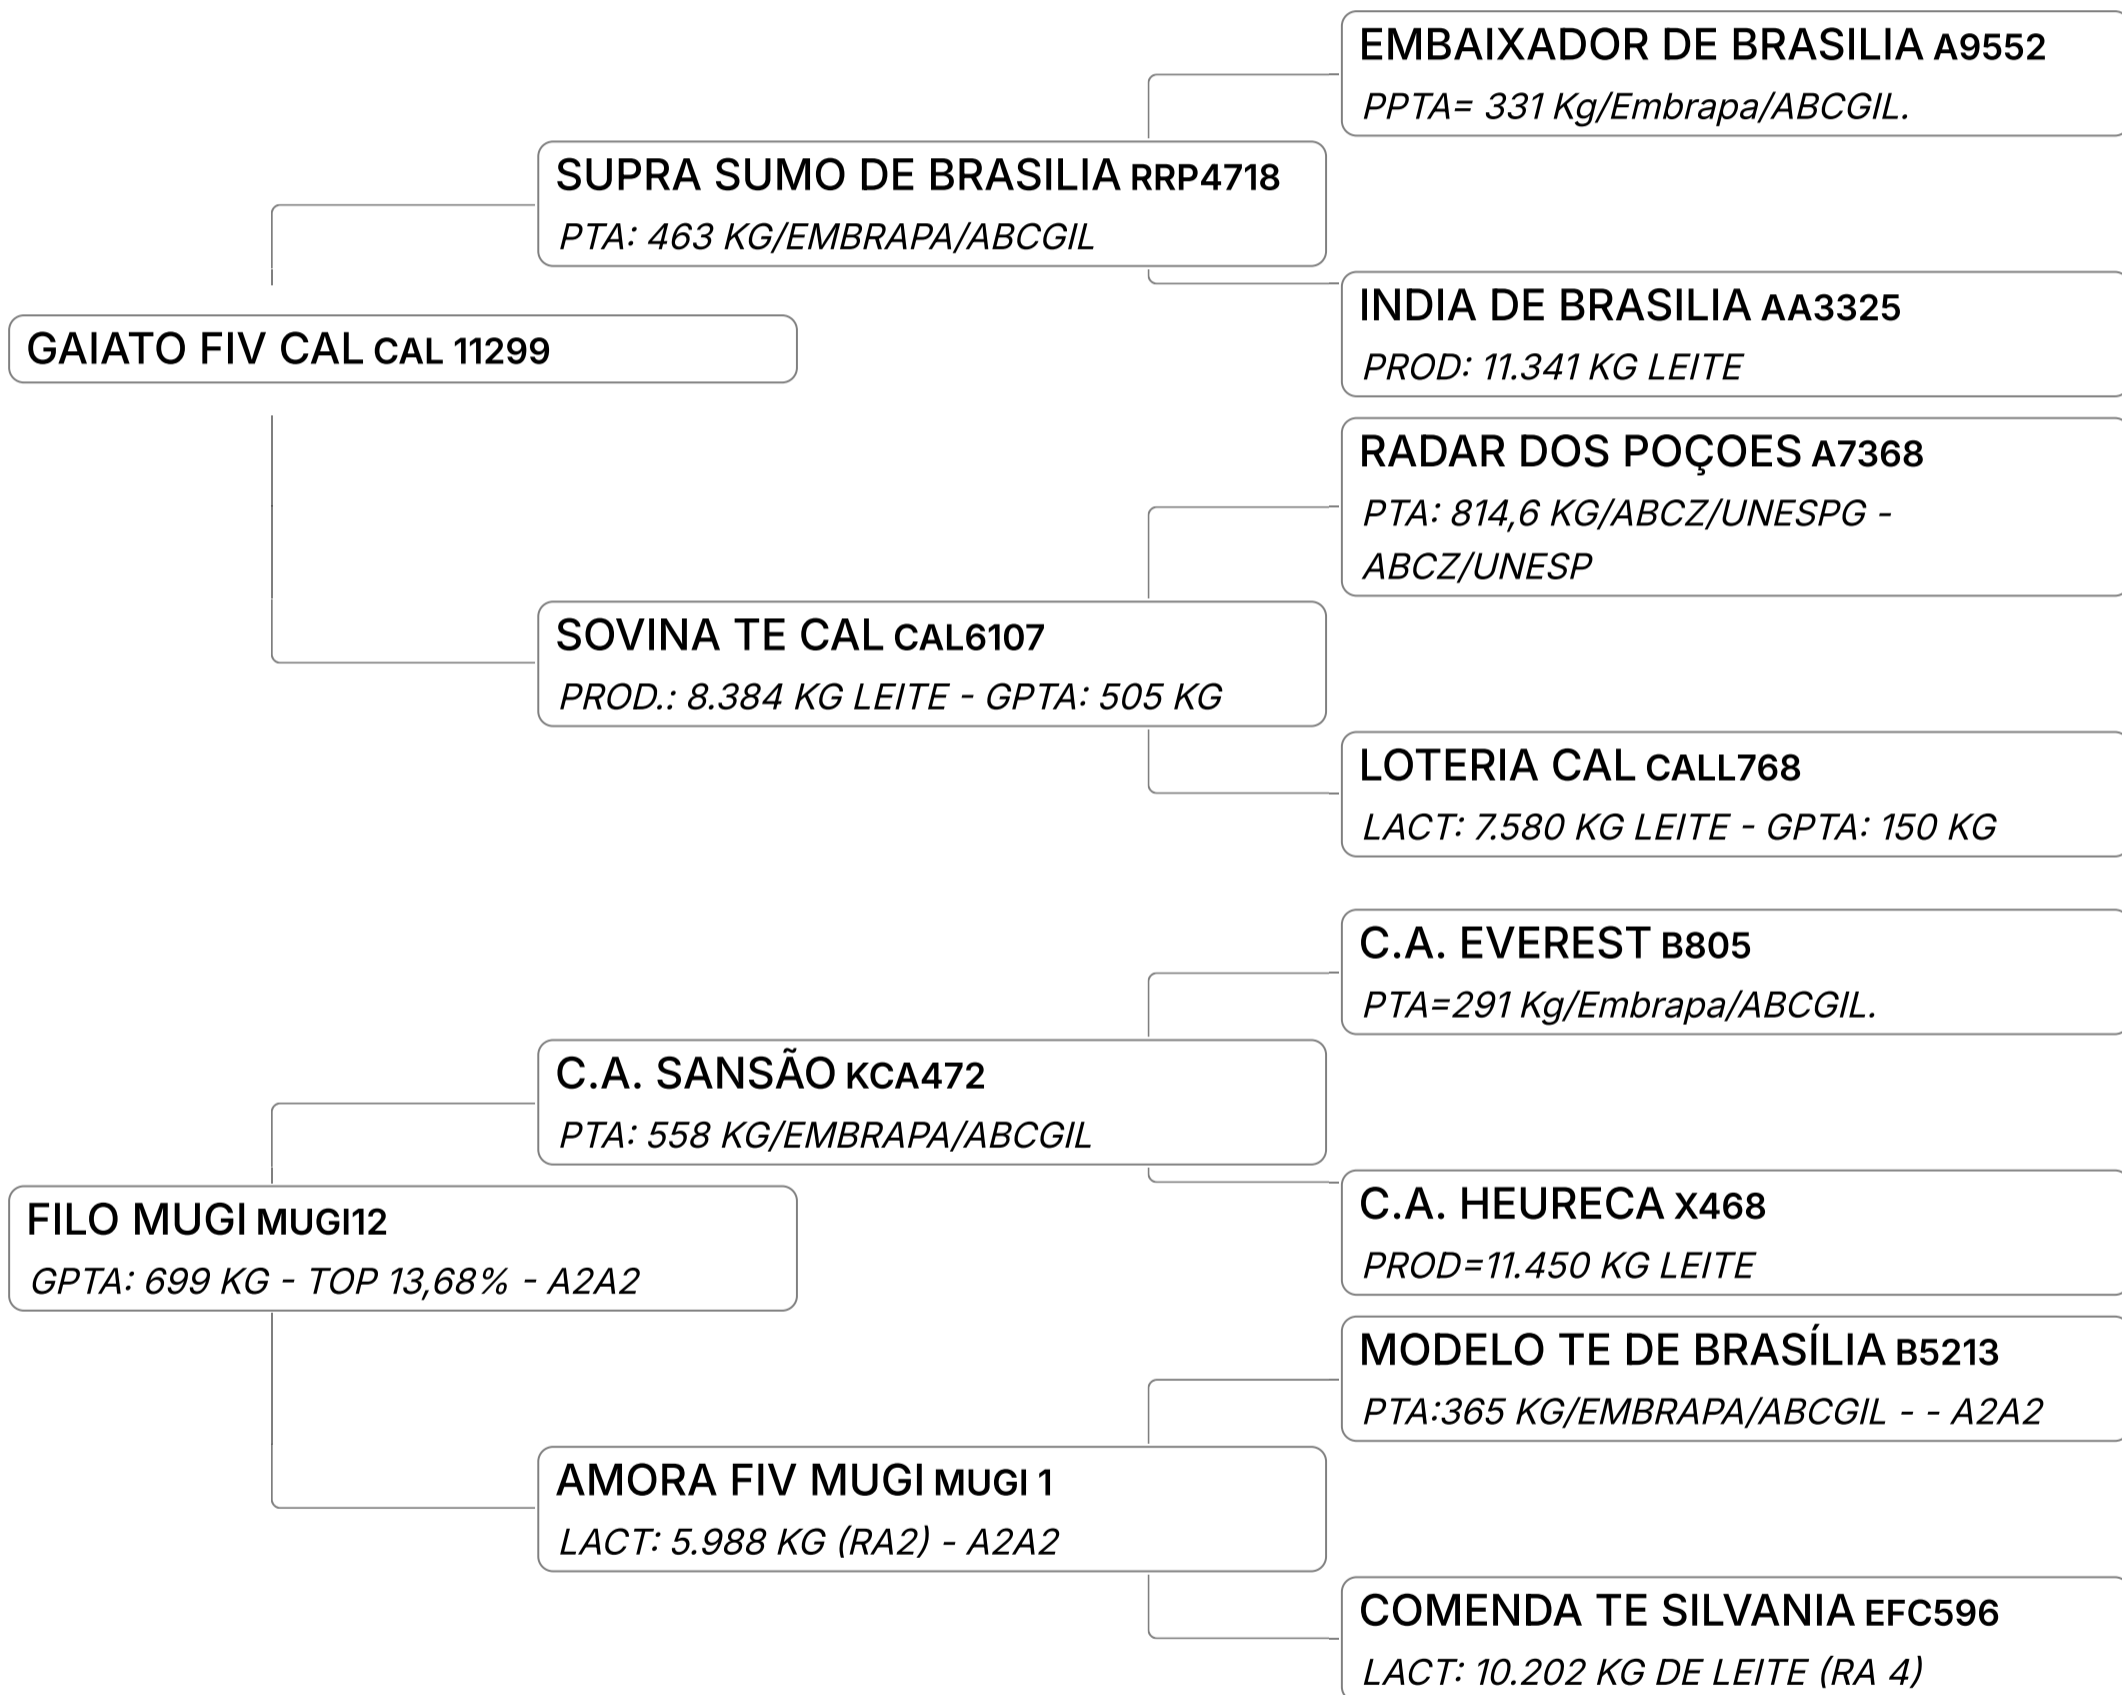 EMBAIXADOR DE BRASILIA A9552
PPTA= 331 Kg/Embrapa/ABCGIL.
SUPRA SUMO DE BRASILIA RRP4718
PTA: 463 KG/EMBRAPA/ABCGIL
INDIA DE BRASILIA AA3325
PROD: 11.341 KG LEITE
GAIATO FIV CAL CAL 11299
RADAR DOS POÇOES A7368
PTA: 814,6 KG/ABCZ/UNESPG -
ABCZ/UNESP
SOVINA TE CAL CAL6107
PROD.: 8.384 KG LEITE - GPTA: 505 KG
LOTERIA CAL CALL768
LACT: 7.580 KG LEITE - GPTA: 150 KG
C.A. EVEREST B805
PTA=291 Kg/Embrapa/ABCGIL.
C.A. SANSÃO KCA472
PTA: 558 KG/EMBRAPA/ABCGIL
C.A. HEURECA X468
PROD=11.450 KG LEITE
FILO MUGI MUGI12
GPTA: 699 KG - TOP 13,68% - A2A2
MODELO TE DE BRASÍLIA B5213
PTA:365 KG/EMBRAPA/ABCGIL - - A2A2
AMORA FIV MUGI MUGI 1
LACT: 5.988 KG (RA2) - A2A2
COMENDA TE SILVANIA EFC596
LACT: 10.202 KG DE LEITE (RA 4)